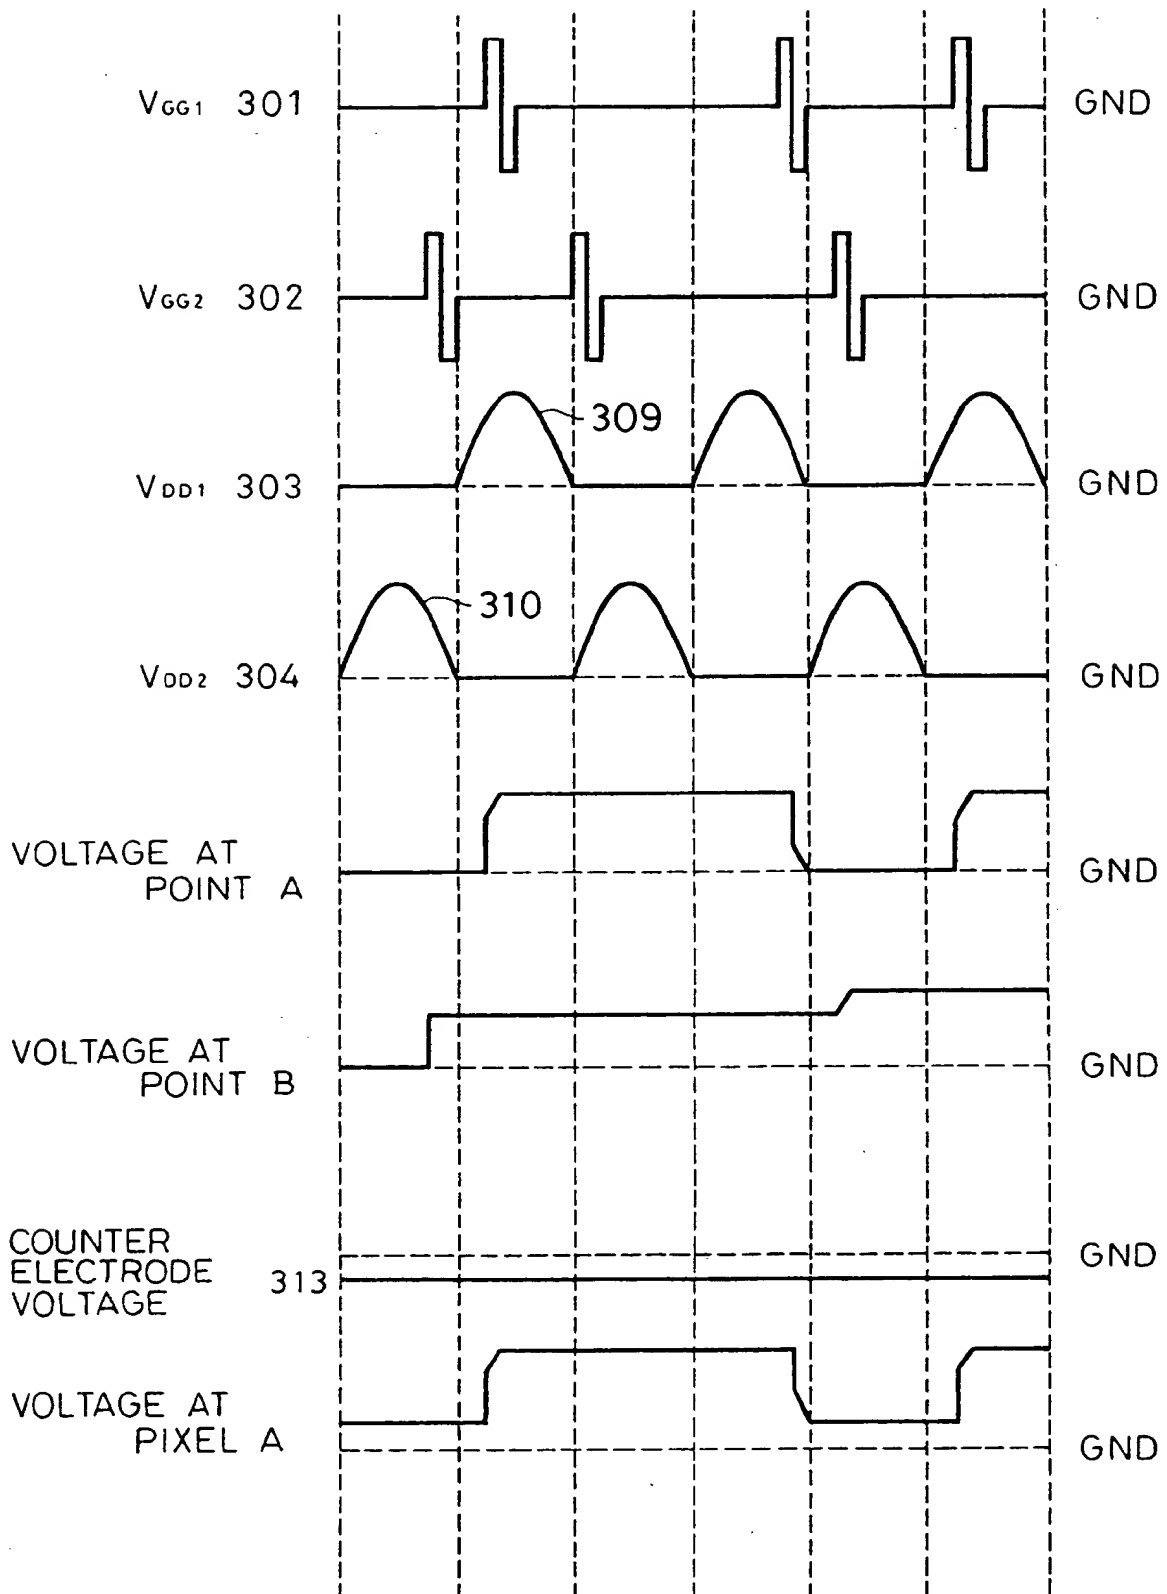 VGG1 301 GND
VGG2 302 GND
309
VDD1 303 GND
310
VDD2 304 GND
VOLTAGE AT
POINT A GND
VOLTAGE AT
POINT B GND
COUNTER GND
ELECTRODE 313
VOLTAGE
VOLTAGE AT
PIXEL A GND